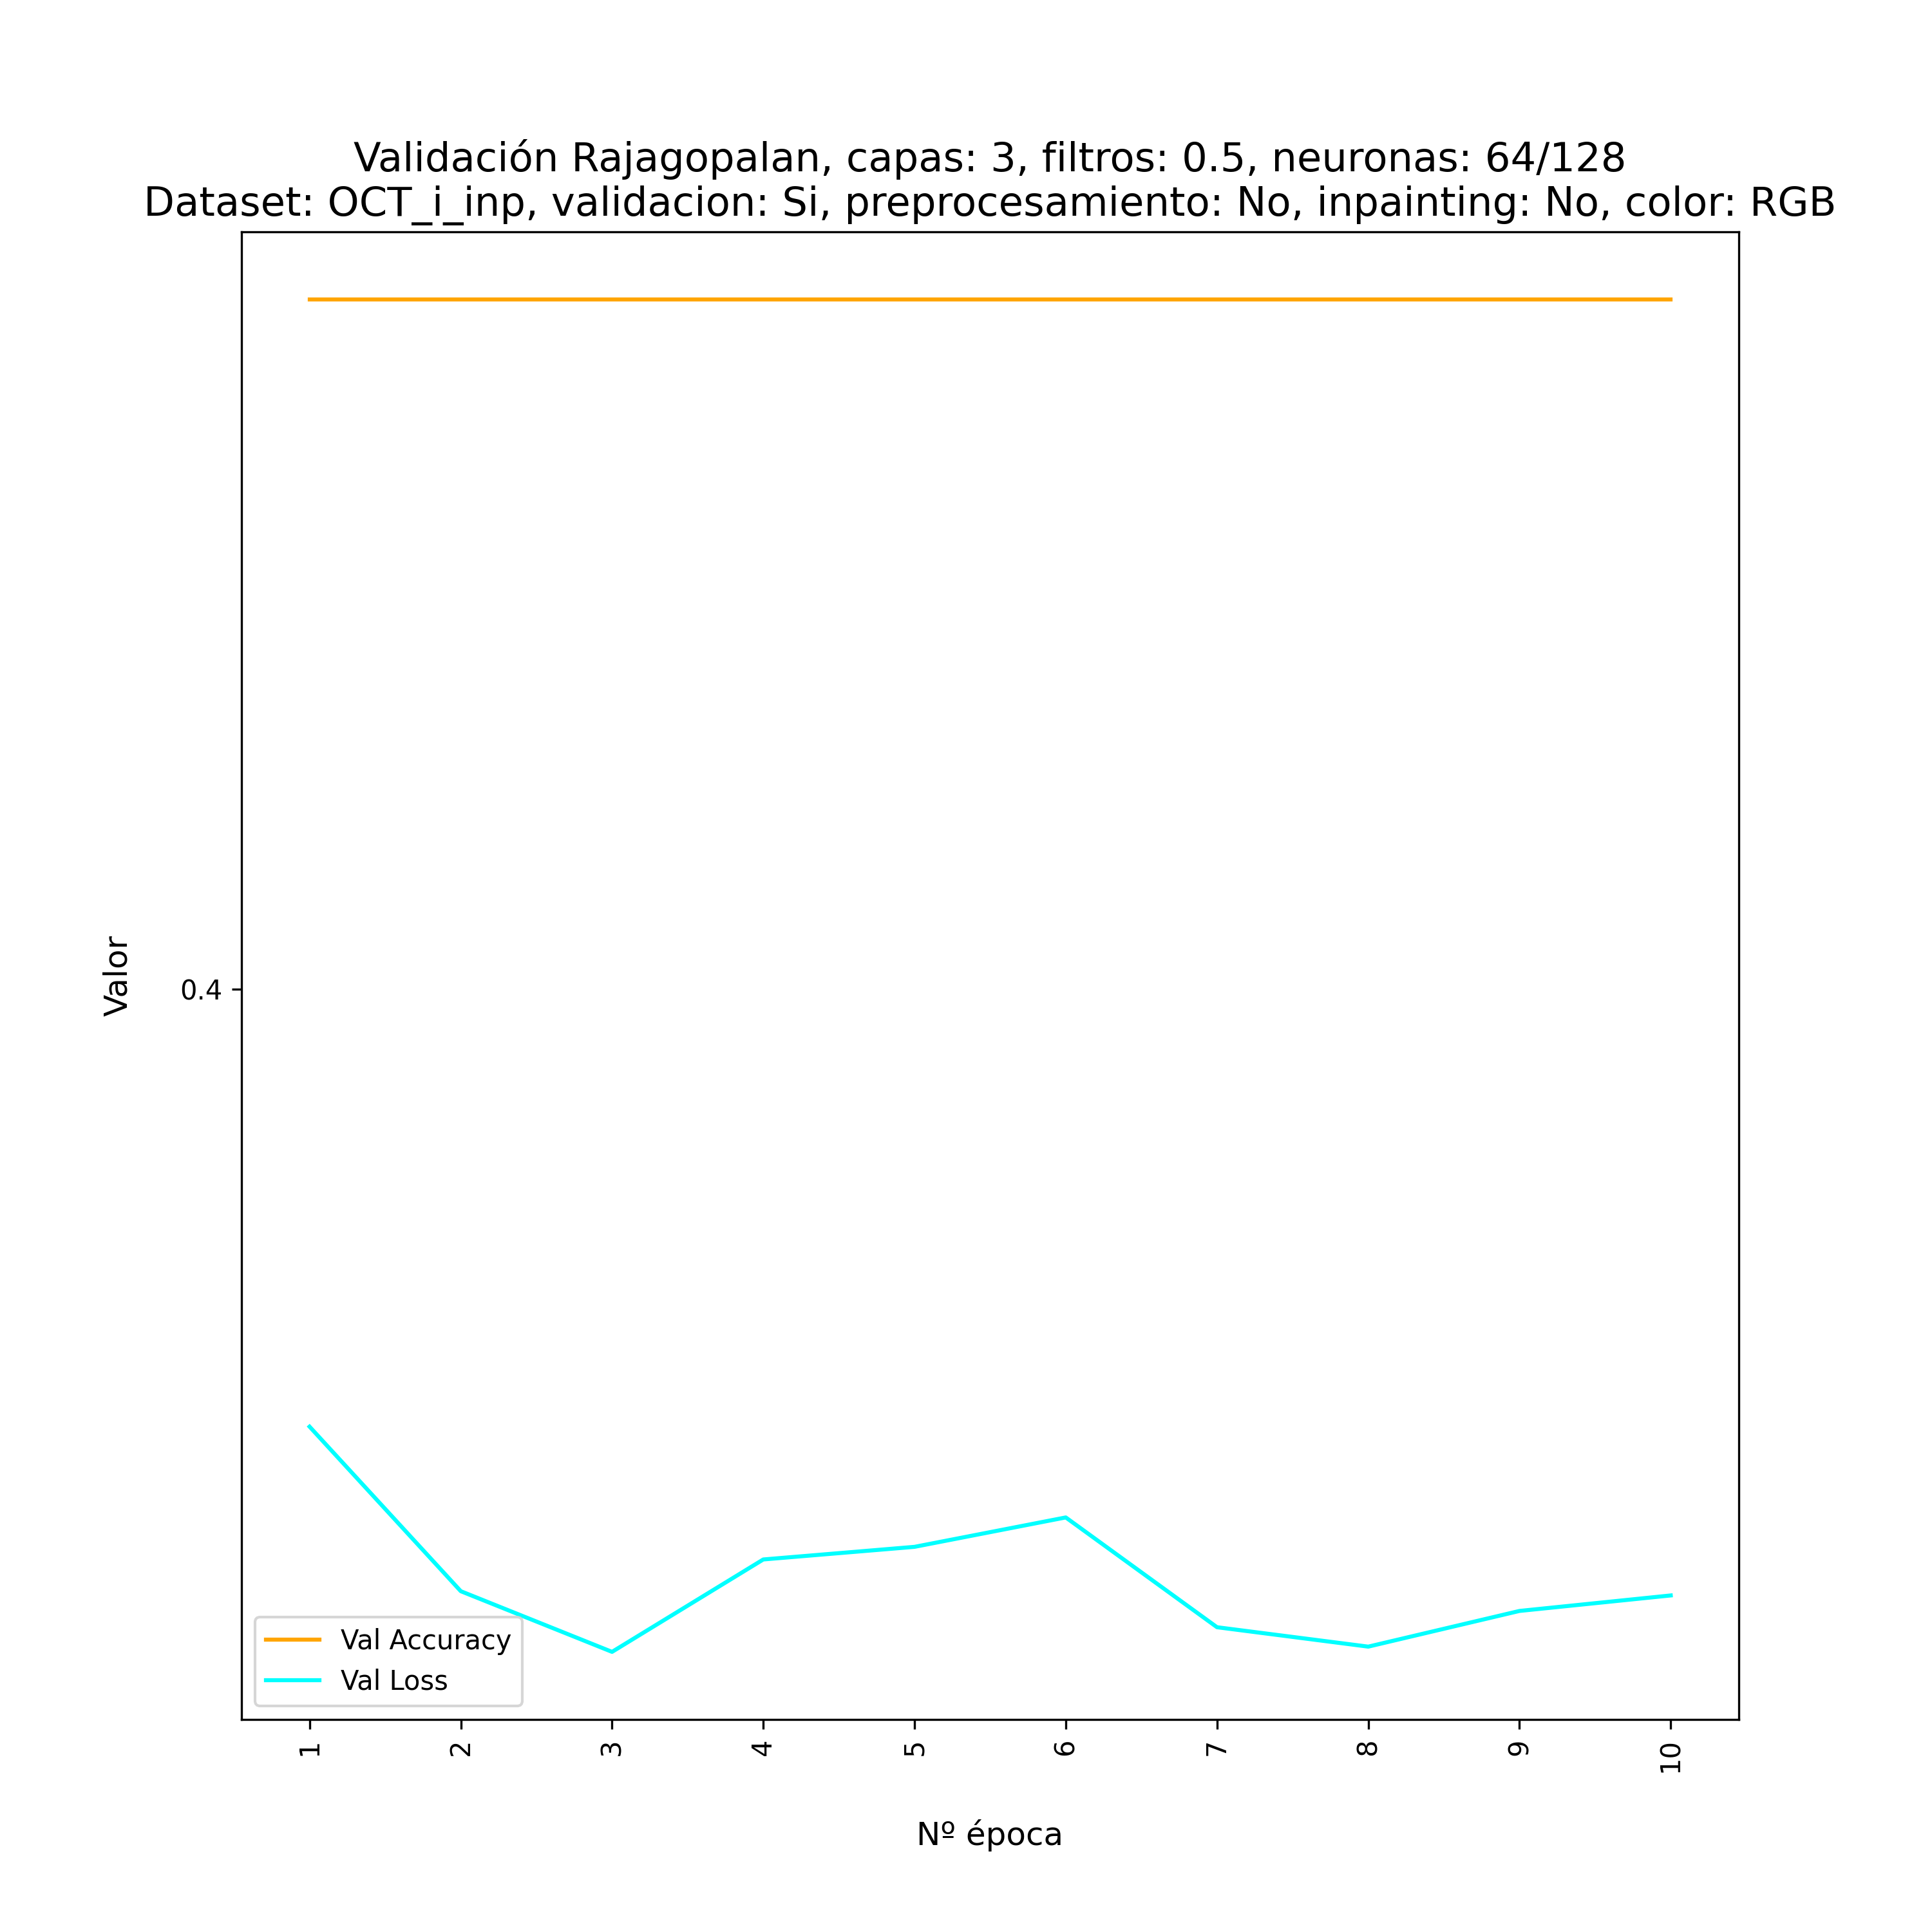 Validación Rajagopalan, capas: 3, filtros: 0.5, neuronas: 64/128
Dataset: OCT_i_inp, validacion: Si, preprocesamiento: No, inpainting: No, color: RGB
Valor
0.4
Val Accuracy
Val Loss
1 2 3 4 5 6 7 8 9 10
Nº época